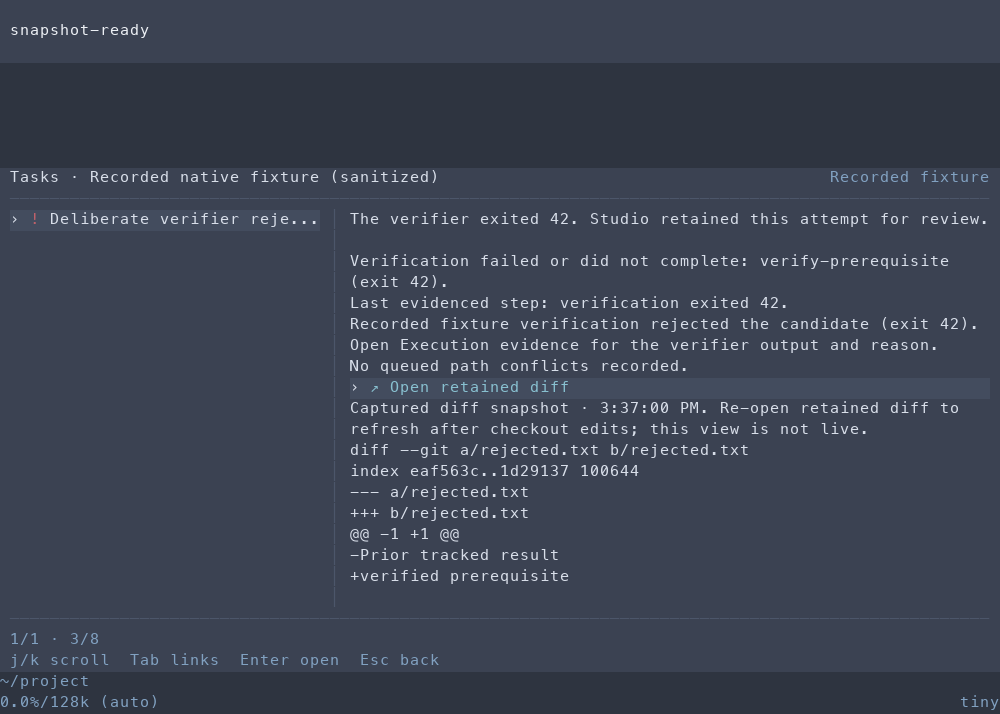 snapshot-ready
Tasks · Recorded native fixture (sanitized) Recorded fixture
› ! Deliberate verifier reje...
The verifier exited 42. Studio retained this attempt for review.
Verification failed or did not complete: verify-prerequisite
(exit 42).
Last evidenced step: verification exited 42.
Recorded fixture verification rejected the candidate (exit 42).
Open Execution evidence for the verifier output and reason.
No queued path conflicts recorded.
› ↗ Open retained diff
Captured diff snapshot · 3:37:00 PM. Re-open retained diff to
refresh after checkout edits; this view is not live.
diff --git a/rejected.txt b/rejected.txt
index eaf563c..1d29137 100644
--- a/rejected.txt
+++ b/rejected.txt
@@ -1 +1 @@
-Prior tracked result
+verified prerequisite
1/1 · 3/8
j/k scroll  Tab links  Enter open  Esc back
~/project
0.0%/128k (auto) tiny